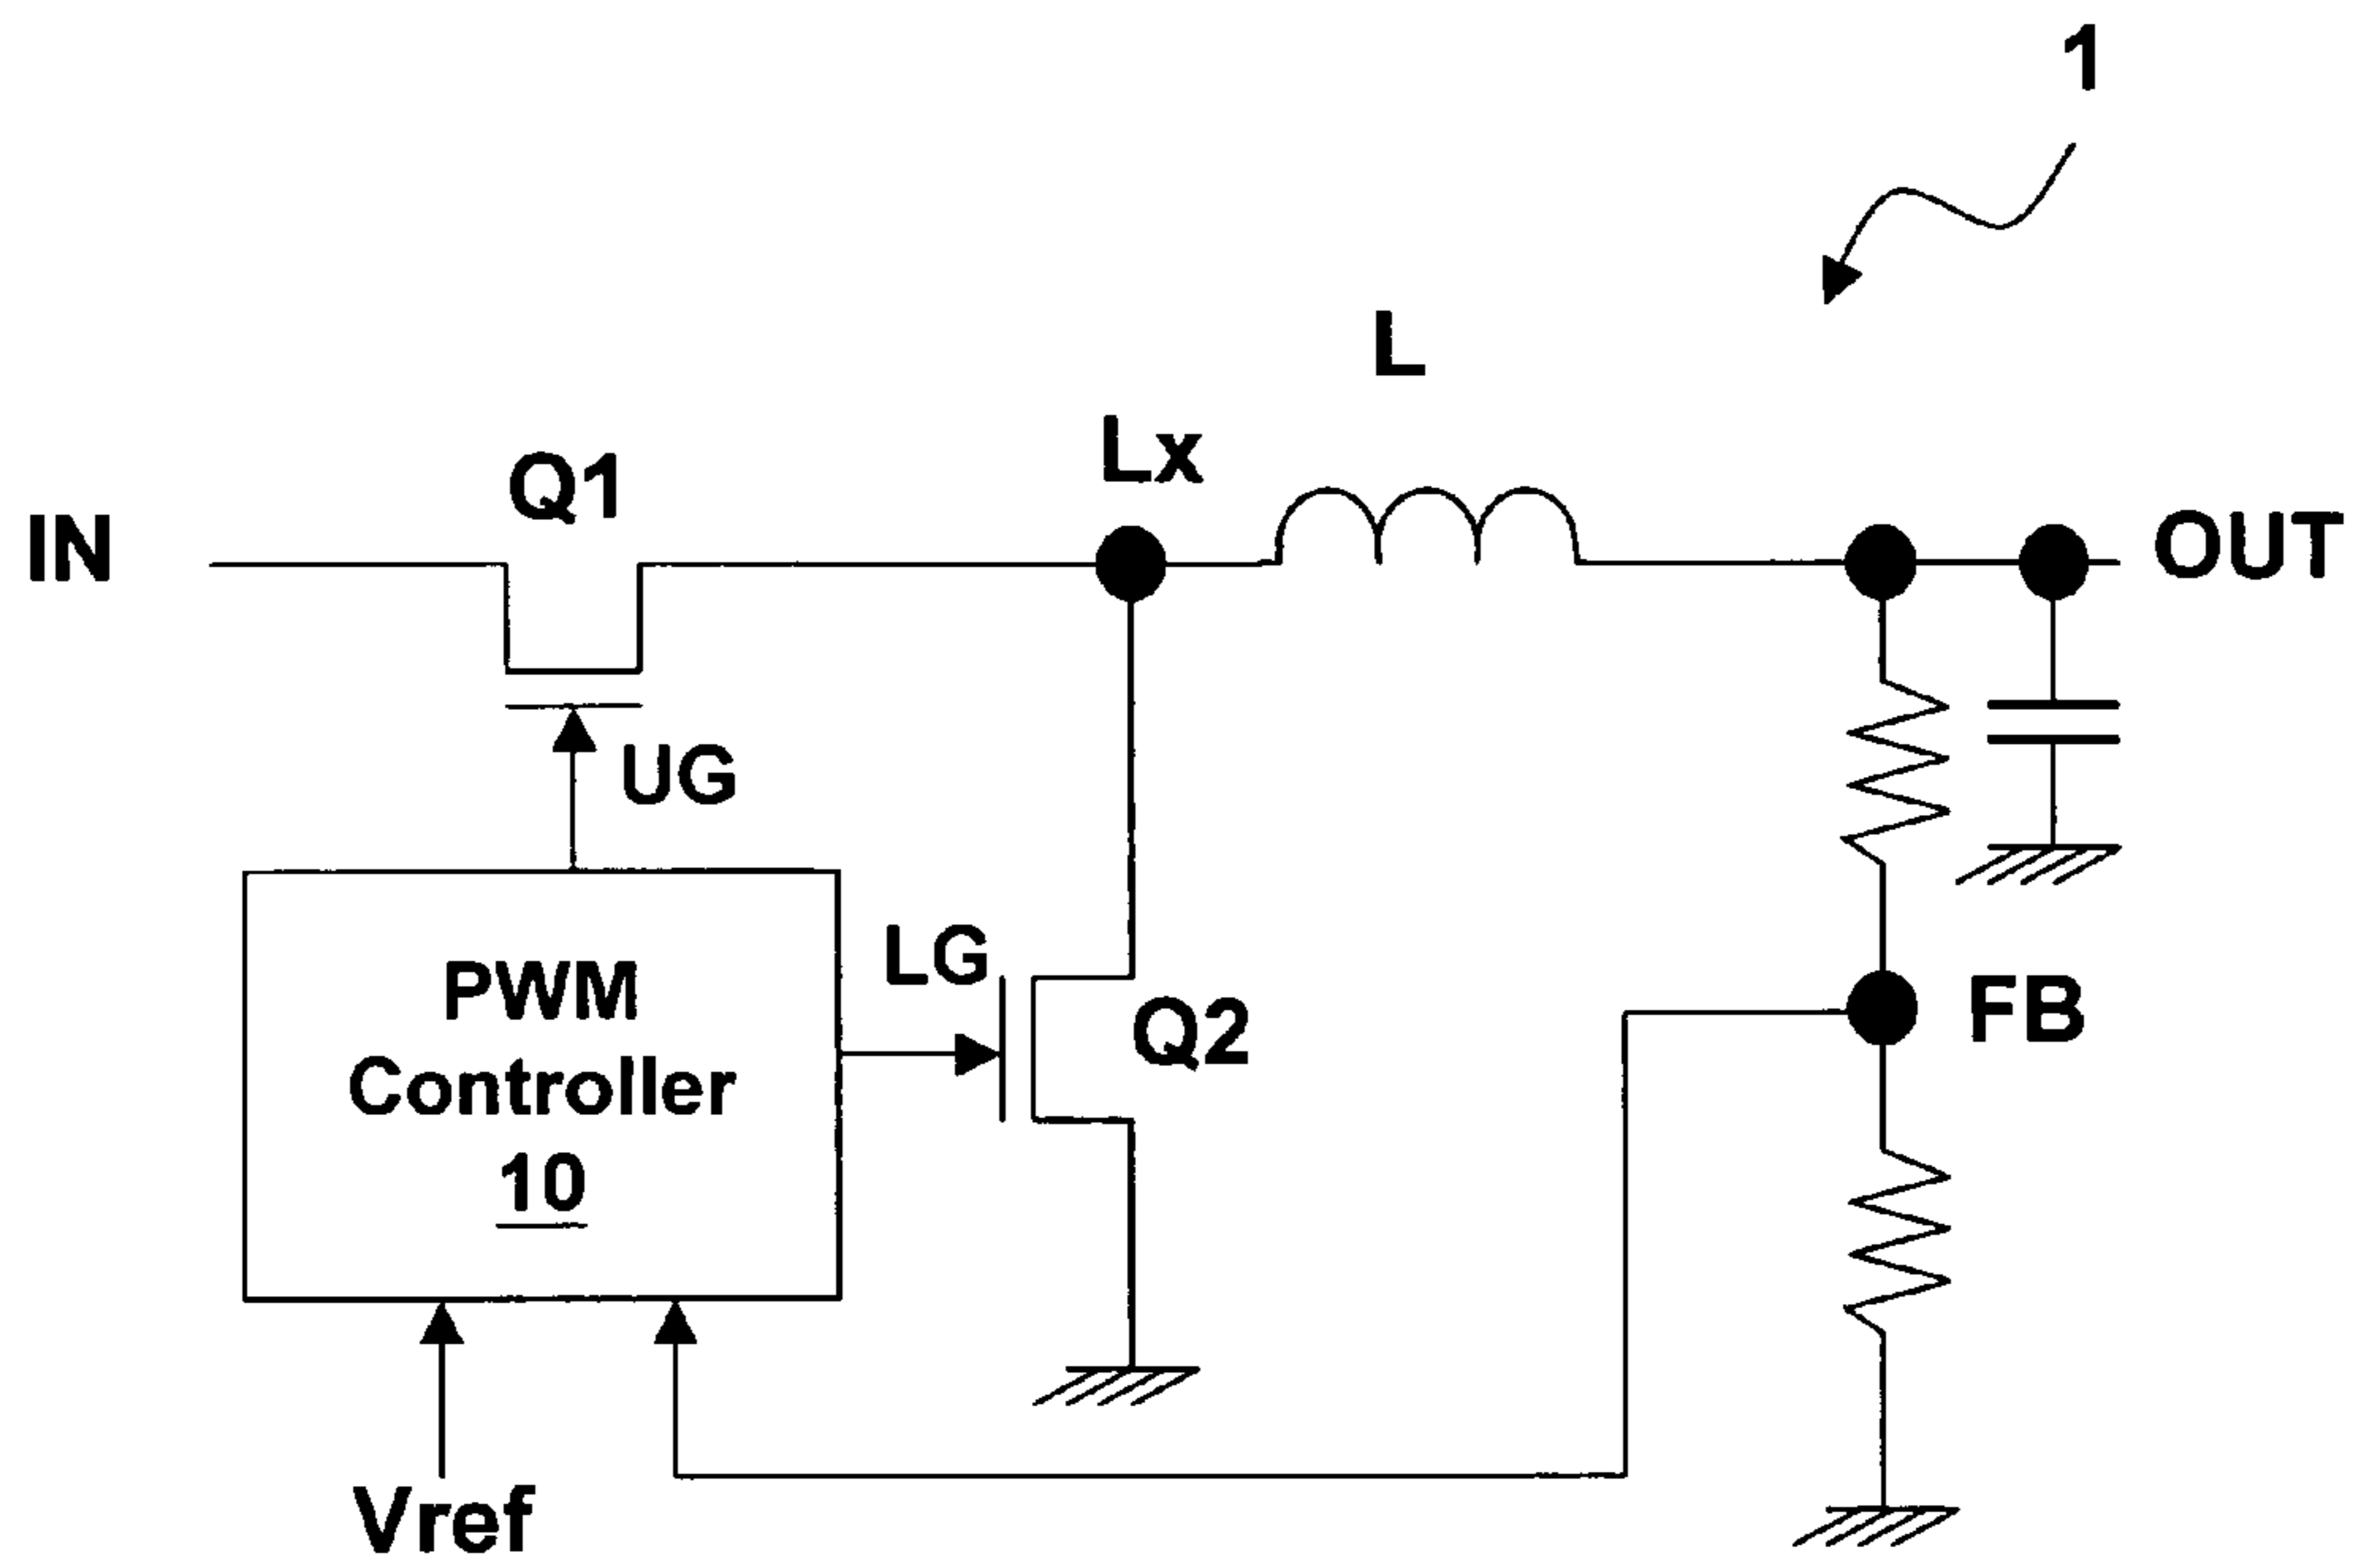 1
L
Lx
Q1
IN
OUT
UG
LG
PWM
Controller
10
Q2
FB
Vref